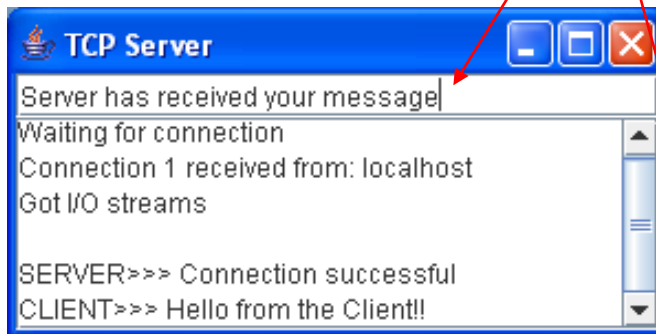 TCP Server
Server has received your message
Waiting for connection
Connection 1 received from: localhost
Got I/O streams
SERVER>>> Connection successful
CLIENT>>> Hello from the Client!!